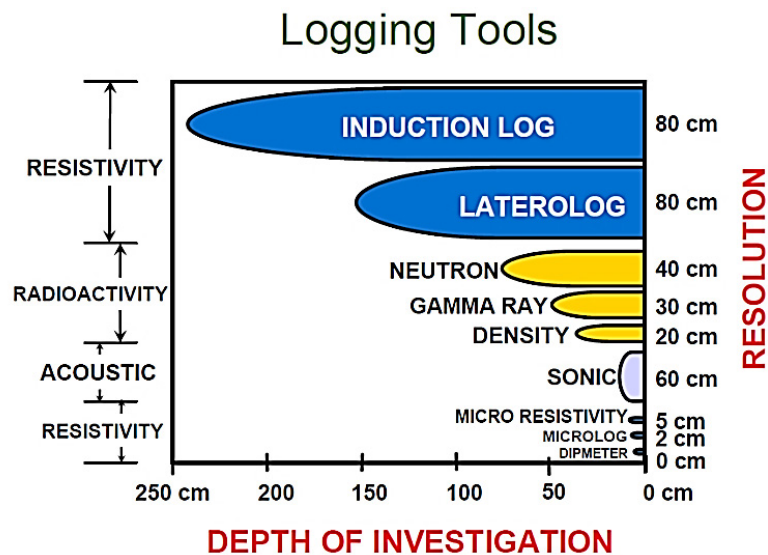 Logging Tools
RESISTIVITY
INDUCTION LOG
80 cm
LATEROLOG
80 cm
RADIOACTIVITY
NEUTRON
40 cm
GAMMA RAY
30 cm
DENSITY
20 cm
ACOUSTIC
SONIC
60 cm
RESISTIVITY
MICRO RESISTIVITY
5 cm
MICROLOG
2 cm
DIPMETER
0 cm
RESOLUTION
250 cm 200 150 100 50 0 cm
DEPTH OF INVESTIGATION